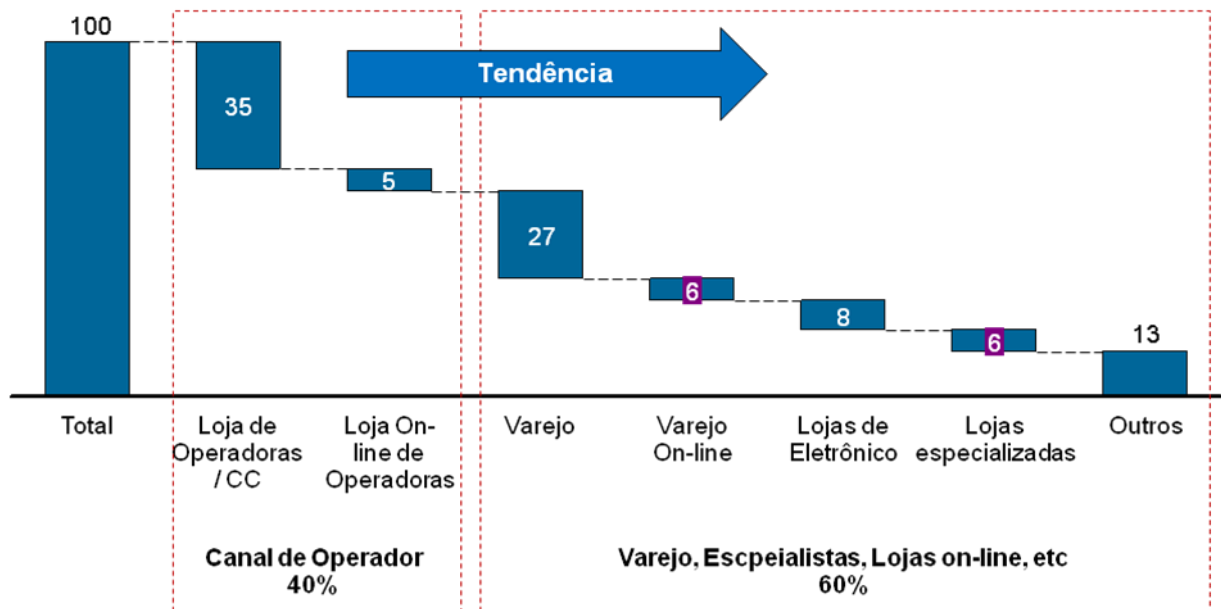 100
Tendência
35
5
27
6
8
6
13
Total
Loja de
Operadoras
/ CC
Loja On-
line de
Operadoras
Varejo
Varejo
On-line
Lojas de
Eletrônico
Lojas
especializadas
Outros
Canal de Operador
40%
Varejo, Escpeialistas, Lojas on-line, etc
60%